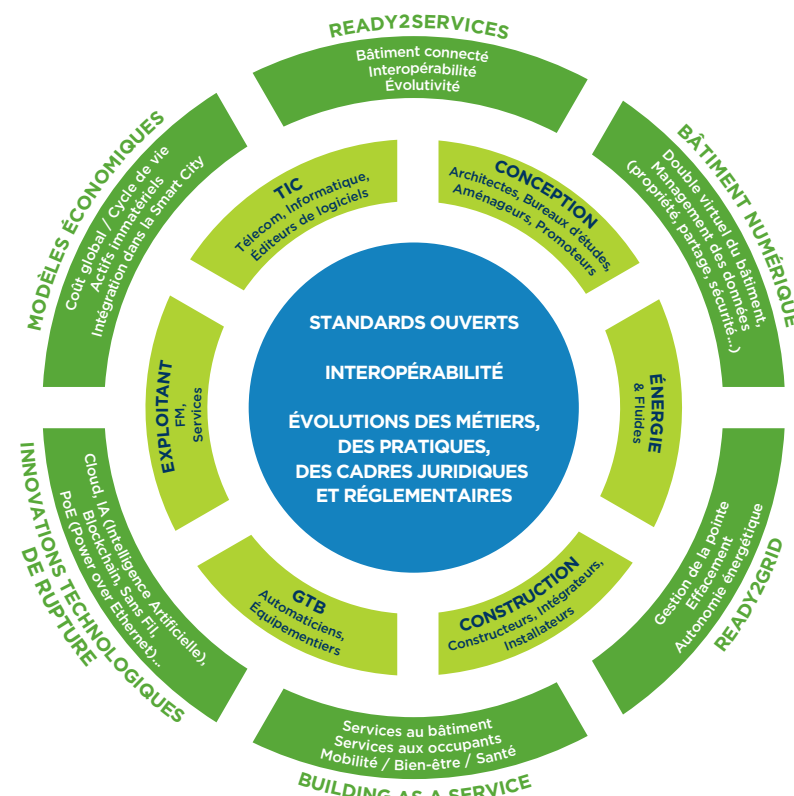 READY2SERVICES
Bâtiment connecté
Interopérabilité
Évolutivité
BÂTIMENT NUMÉRIQUE
Double virtuel du bâtiment,
Management des données
(propriété, partage, sécurité...)
READY2GRID
Gestion de la pointe
Effacement
Autonomie énergétique
BUILDING AS A SERVICE
Services au bâtiment
Services aux occupants
Mobilité / Bien-être / Santé
INNOVATIONS TECHNOLOGIQUES
DE RUPTURE
Cloud, IA (Intelligence Artificielle),
Blockchain, Sans Fil,
PoE (Power over Ethernet)...
MODÈLES ÉCONOMIQUES
Coût global / Cycle de vie
Actifs immatériels
Intégration dans la Smart City
TIC
Télecom, Informatique,
Éditeurs de logiciels
CONCEPTION
Architectes, Bureaux d'études,
Aménageurs, Promoteurs
ÉNERGIE
& Fluides
CONSTRUCTION
Constructeurs, Intégrateurs,
Installateurs
GTB
Automaticiens,
Équipementiers
EXPLOITANT
FM,
Services
STANDARDS OUVERTS
INTEROPÉRABILITÉ
ÉVOLUTIONS DES MÉTIERS,
DES PRATIQUES,
DES CADRES JURIDIQUES
ET RÉGLEMENTAIRES